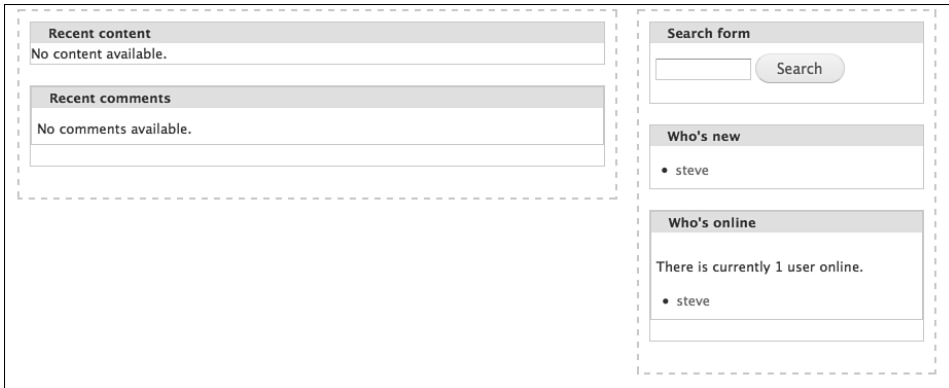 Recent content
No content available.
Recent comments
No comments available.
Search form
Search
Who's new
steve
Who's online
There is currently 1 user online.
steve